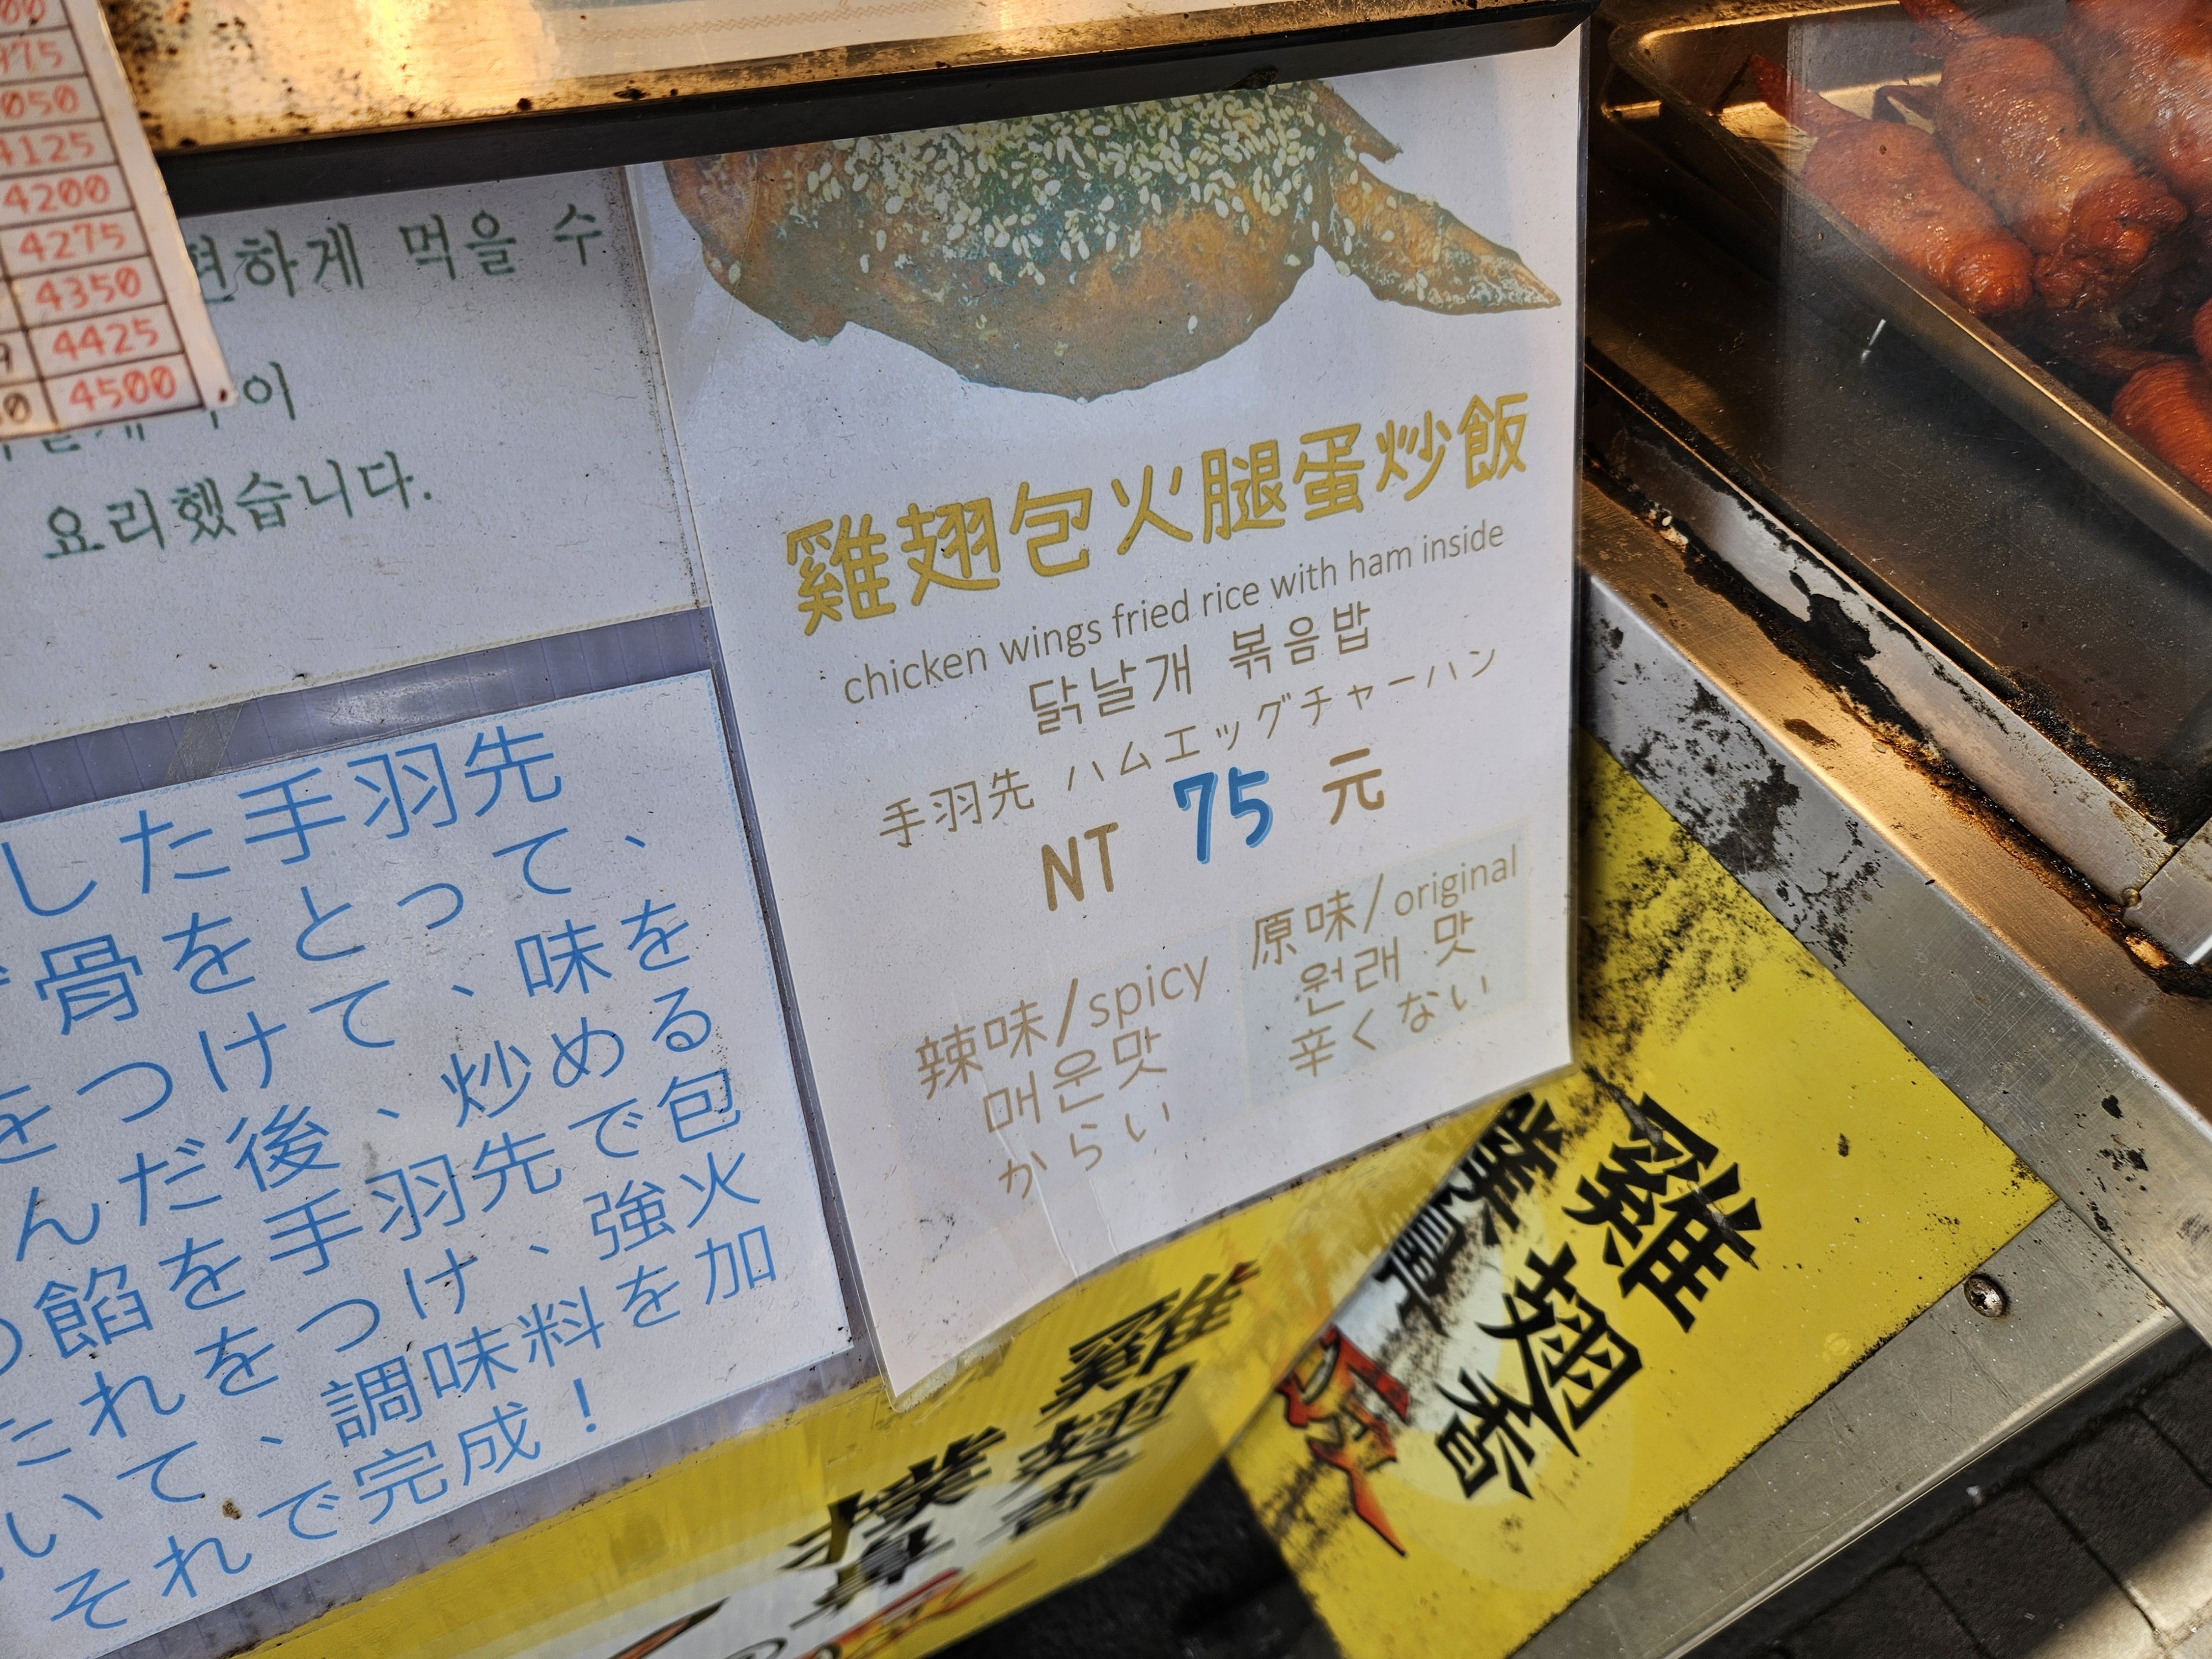 975
4125
4200
4275
4350
4425
4500
편하게 먹을 수
이
요리했습니다.
した手羽先
骨をとって、
をつけて、味を
んだ後、炒める
餡を手羽先で包
たれをつけ、強火
いて、調味料を加
それで完成！
雞翅包火腿蛋炒飯
chicken wings fried rice with ham inside
닭날개 볶음밥
手羽先 ハムエッグチャーハン
NT 75 元
辣味/spicy
매운맛
からい
原味/original
원래 맛
辛くない
雞翅
雞翅